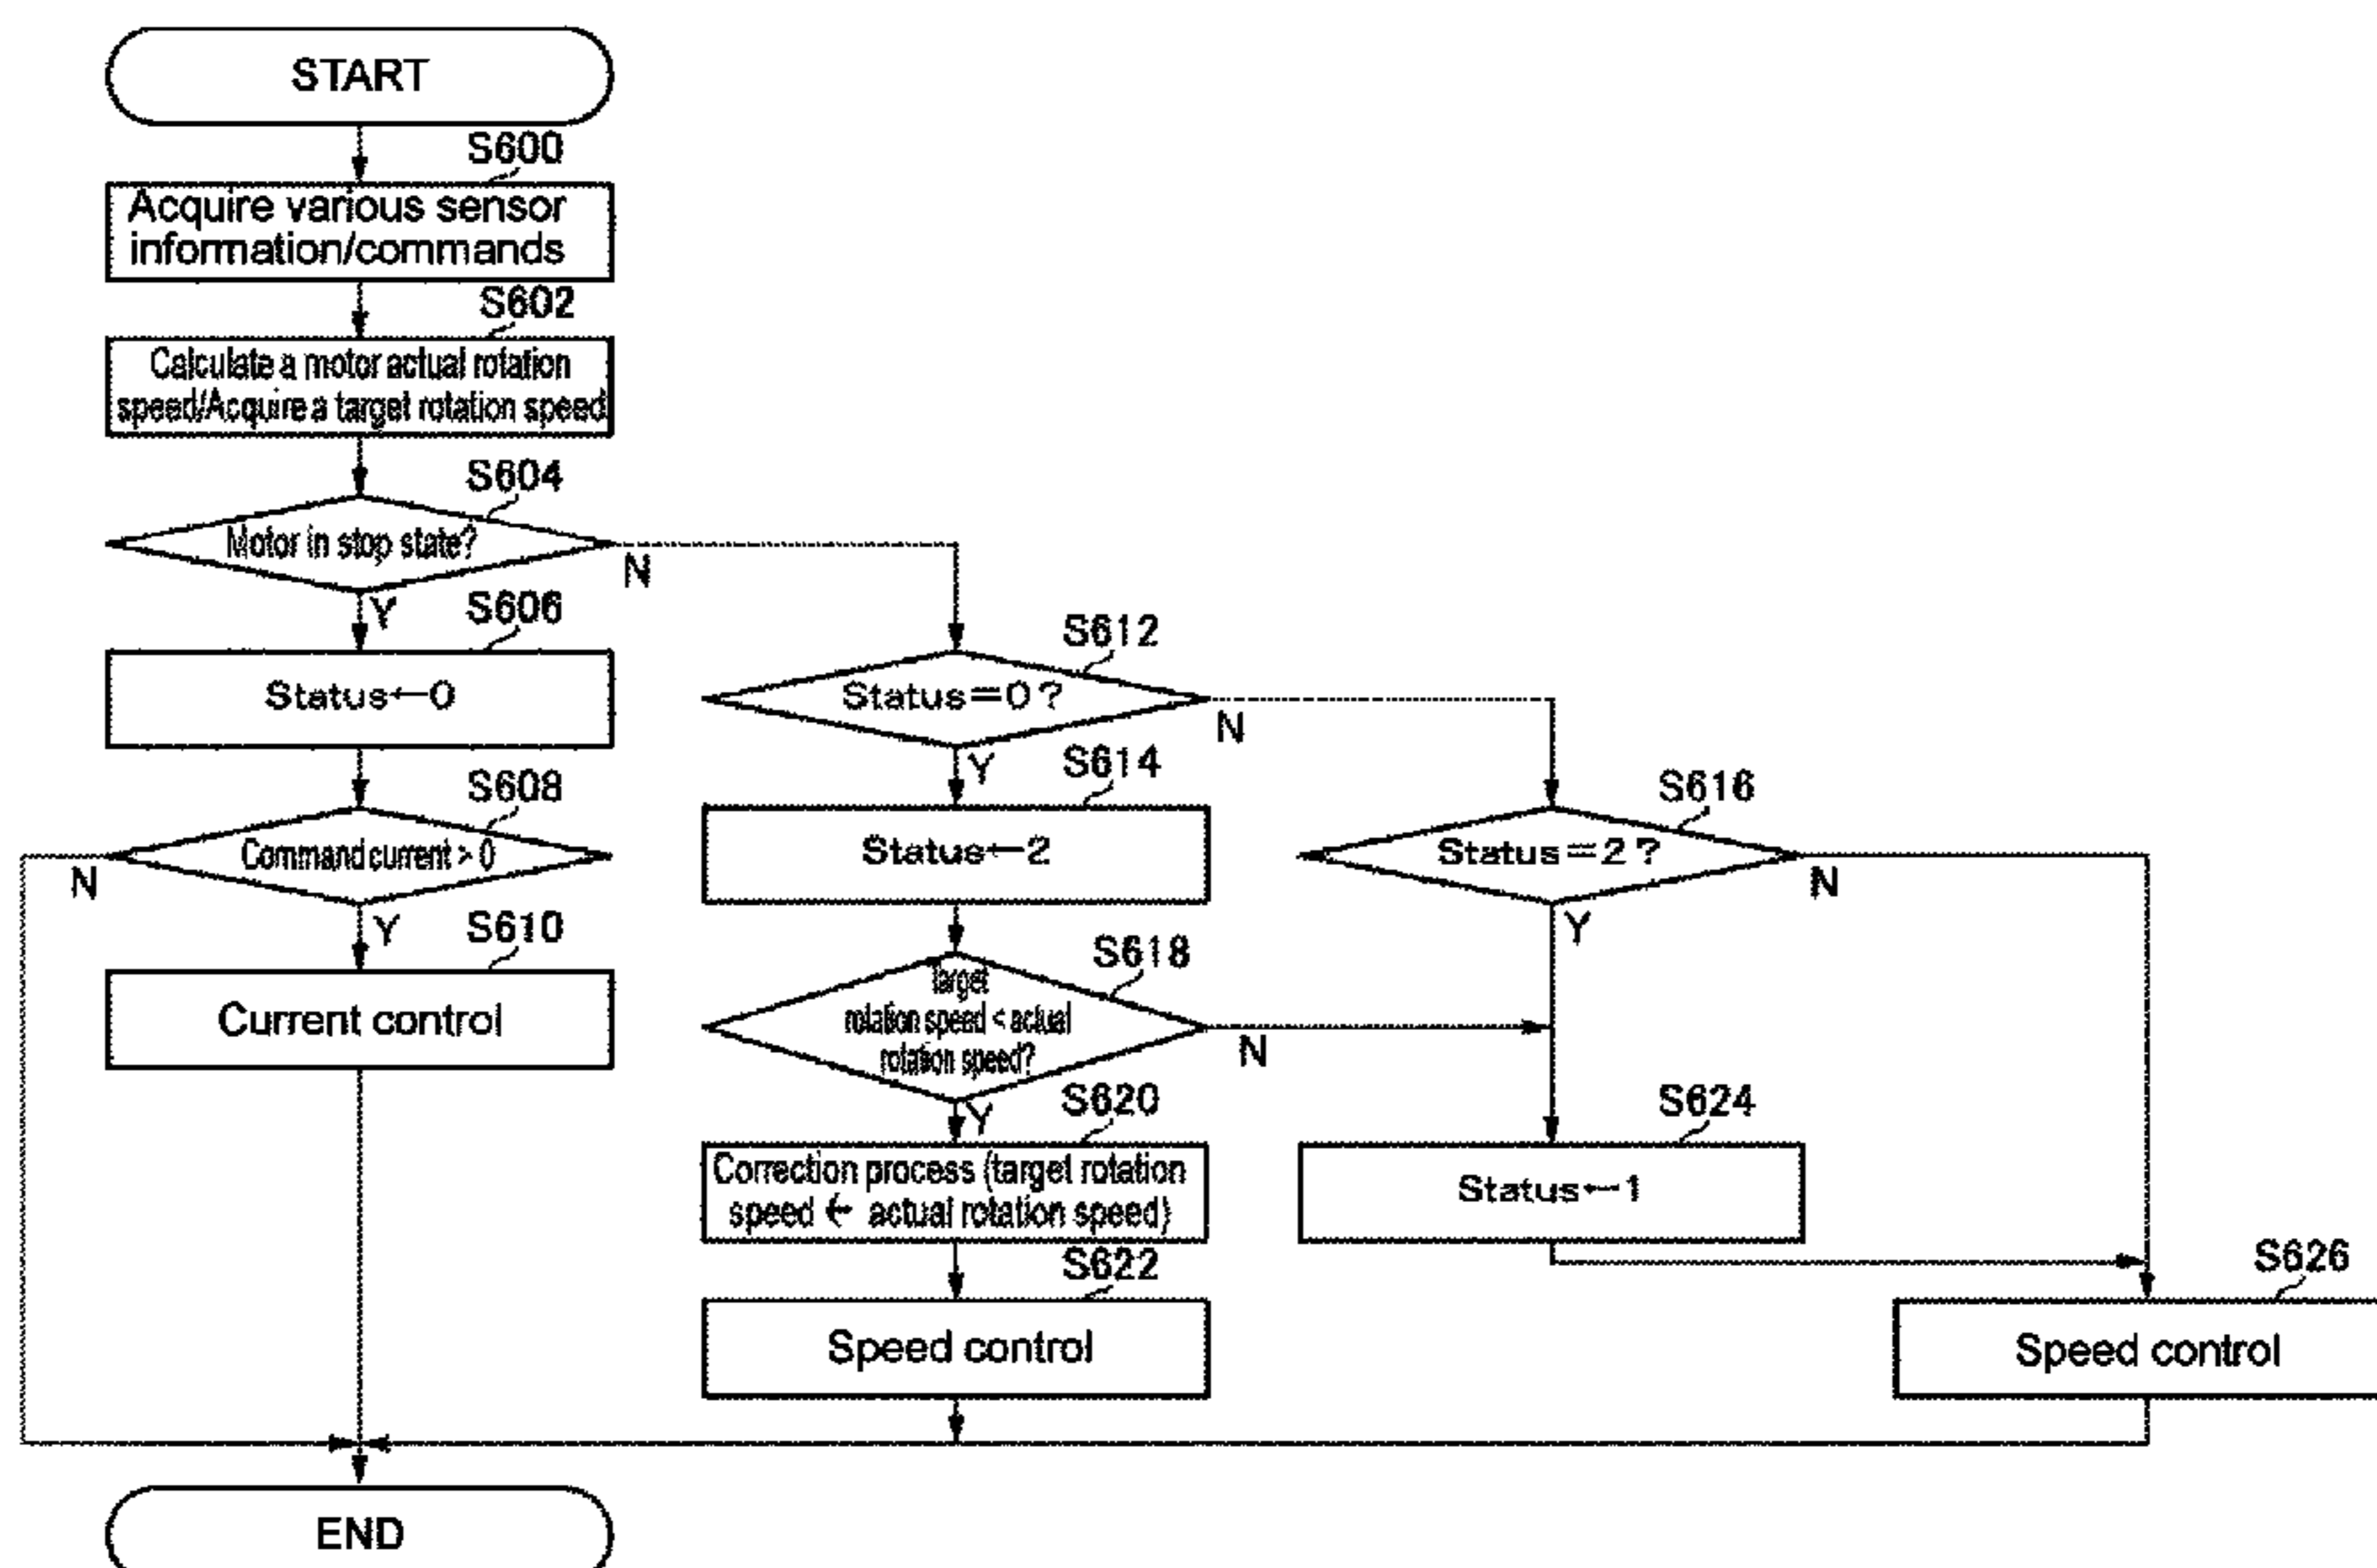 START
S600
Acquire various sensor
information/commands
S602
Calculate a motor actual rotation
speed/Acquire a target rotation speed
S604
Motor in stop state?
N
Y
S606
Status←0
S608
Command current > 0
N
Y
S610
Current control
S612
Status=0?
N
Y
S614
Status←2
S616
Status=2?
N
Y
S618
Target
rotation speed < actual
rotation speed?
N
Y
S620
Correction process (target rotation
speed ← actual rotation speed)
S622
Speed control
S624
Status←1
S626
Speed control
END